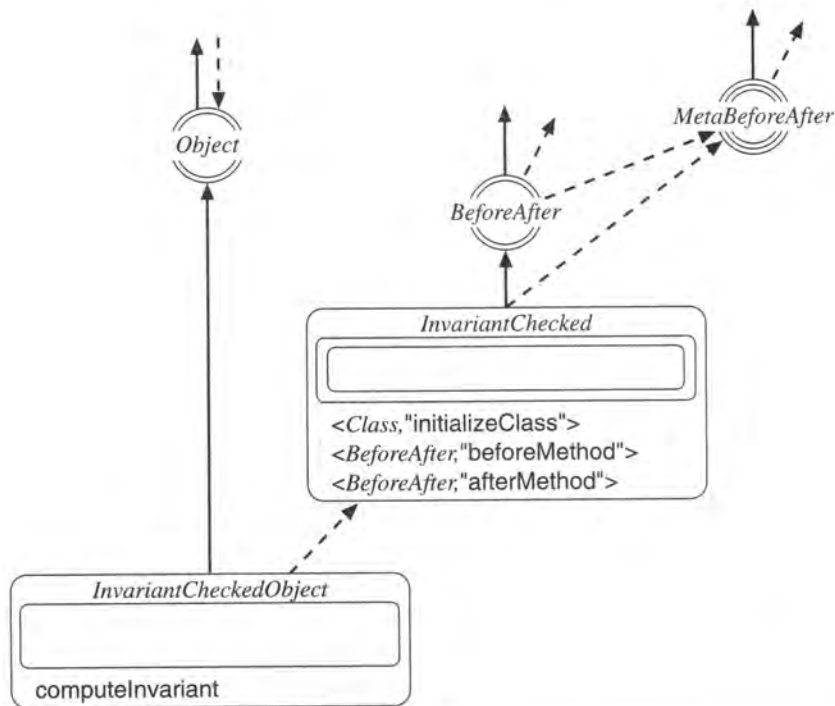 Object
MetaBeforeAfter
BeforeAfter
InvariantChecked
<Class,"initializeClass">
<BeforeAfter,"beforeMethod">
<BeforeAfter,"afterMethod">
InvariantCheckedObject
computeInvariant